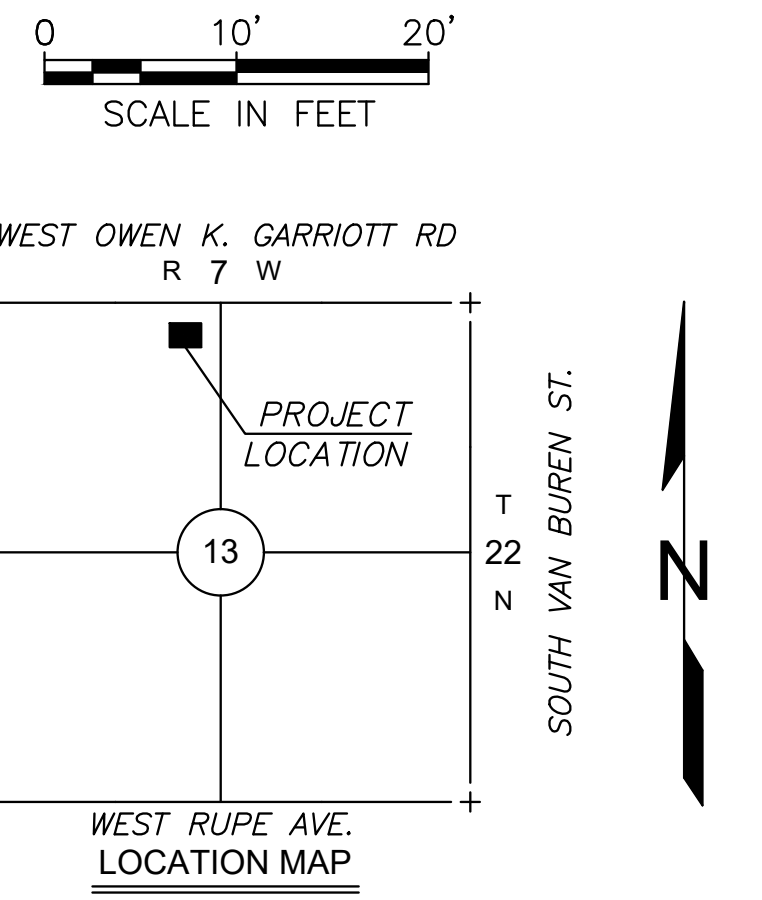 0 10' 20'
SCALE IN FEET
WEST OWEN K. GARRIOTT RD
R 7 W
PROJECT
LOCATION
T
13
22
N
SOUTH VAN BUREN ST.
N
WEST RUPE AVE.
LOCATION MAP